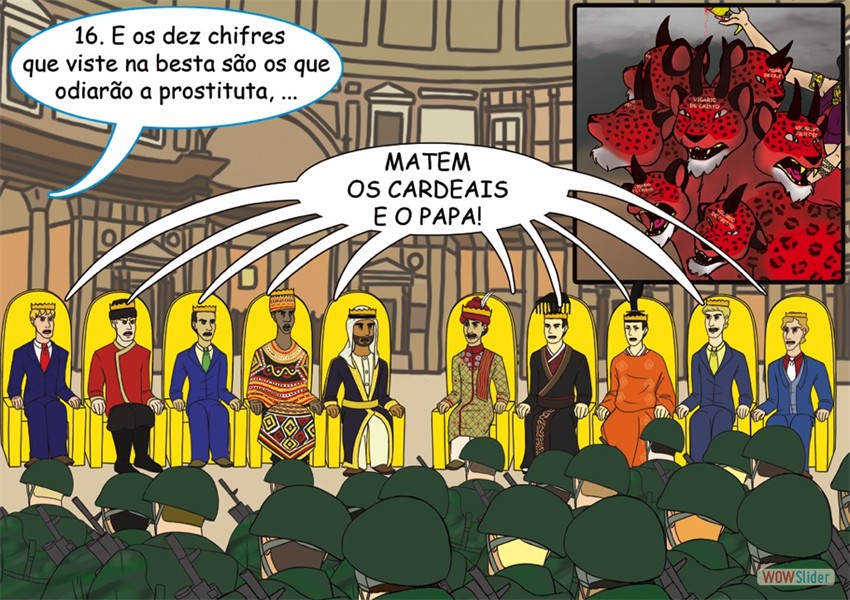 16. E os dez chifres
que viste na besta são os que
odiarão a prostituta, ...
MATEM
OS CARDEAIS
E O PAPA!
VIGÁRIO
DE CRISTO
WOWSlider